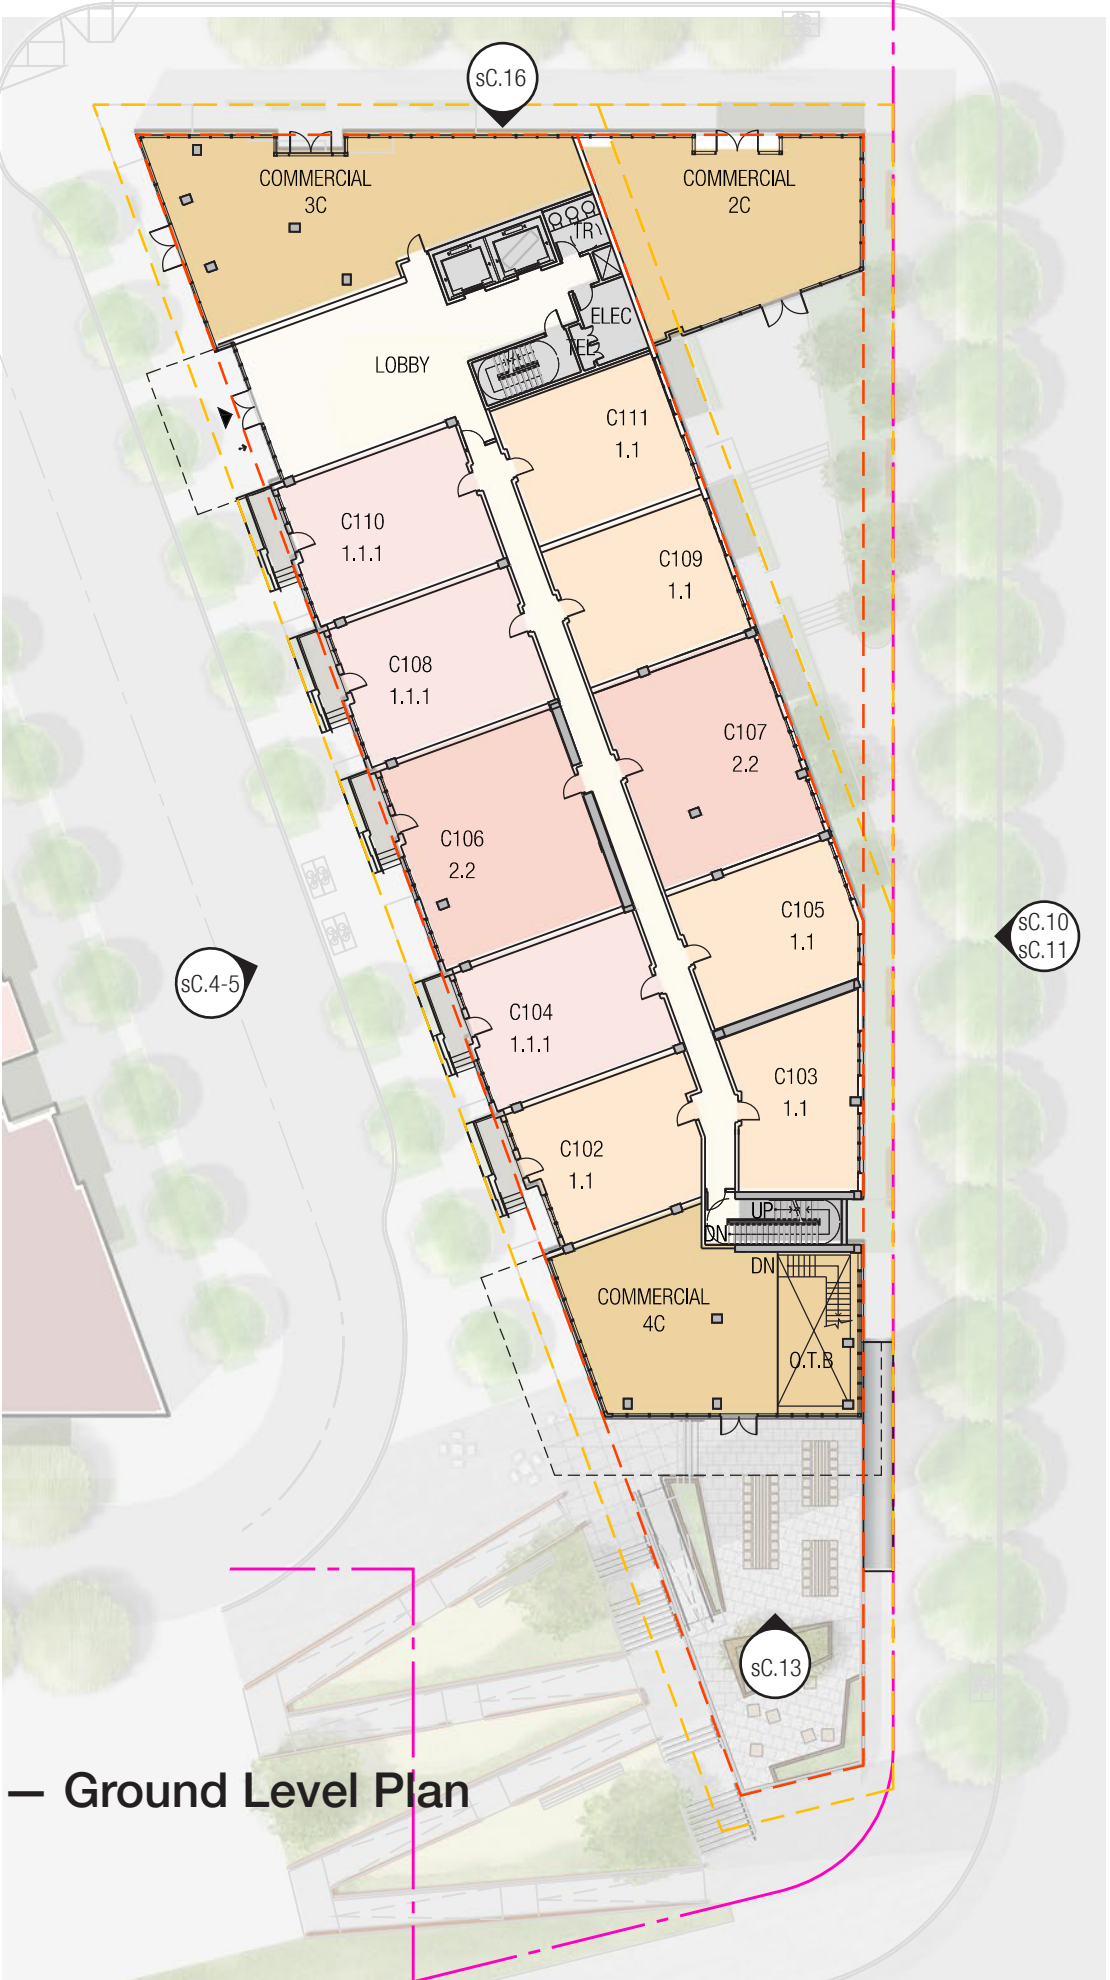 sC.16
COMMERCIAL
3C
COMMERCIAL
2C
TR
ELEC
TEL
LOBBY
C111
1.1
C110
1.1.1
C109
1.1
C108
1.1.1
C107
2.2
C106
2.2
C105
1.1
sC.10
sC.11
sC.4-5
C104
1.1.1
C103
1.1
C102
1.1
UP
DN
DN
COMMERCIAL
4C
O.T.B
sC.13
— Ground Level Plan